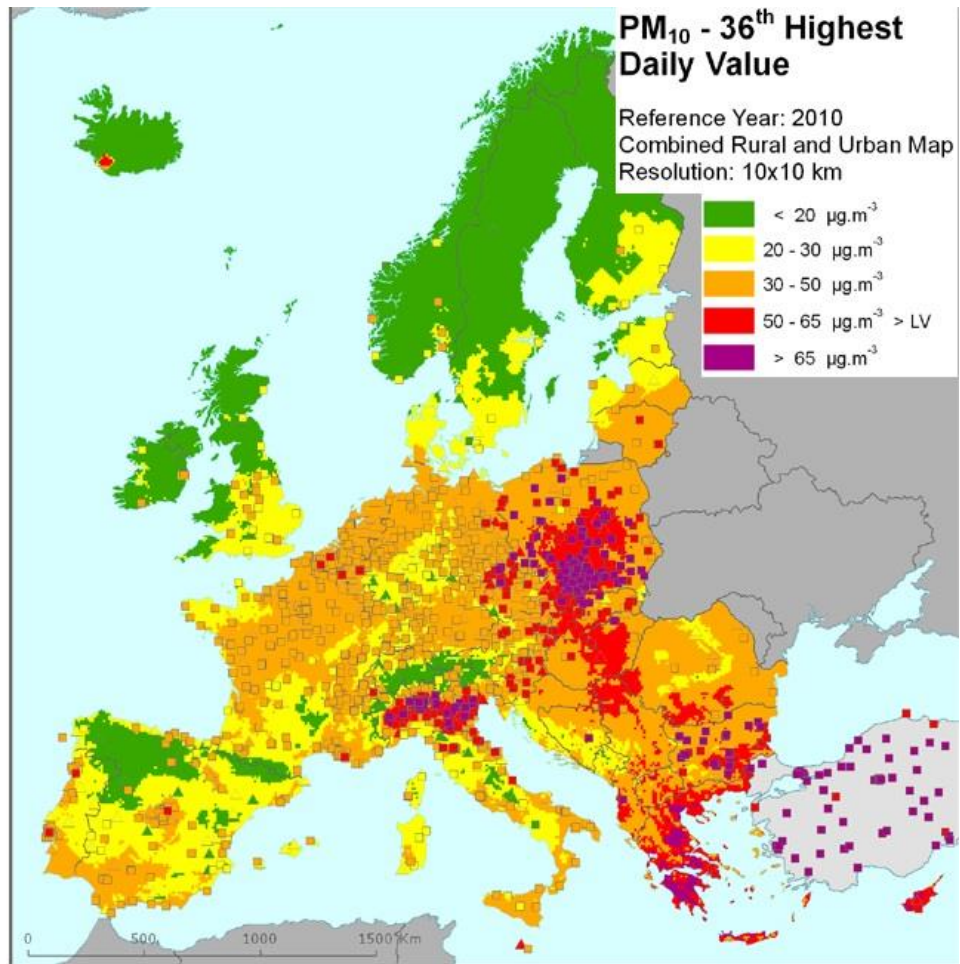 PM₁₀ - 36ᵗʰ Highest
Daily Value
Reference Year: 2010
Combined Rural and Urban Map
Resolution: 10x10 km
< 20 µg.m⁻³
20 - 30 µg.m⁻³
30 - 50 µg.m⁻³
50 - 65 µg.m⁻³ > LV
> 65 µg.m⁻³
0 500 1000 1500 Km